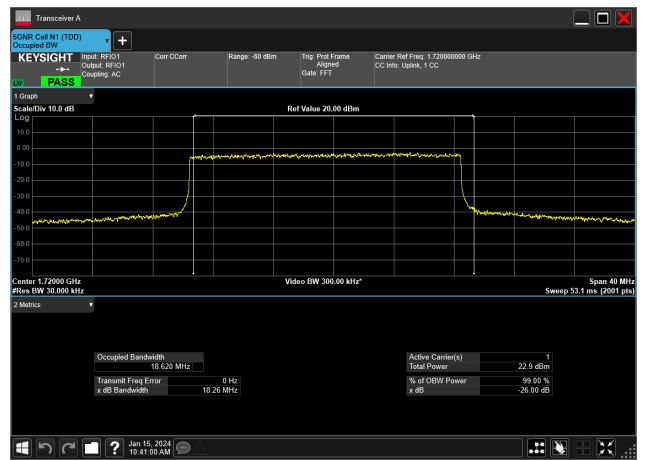 Transceiver A
5GNR Cell N1 (TDD)
Occupied BW
KEYSIGHT Input: RFIO1 Corr CCorr Range: -60 dBm Trig: Prot Frame Carrier Ref Freq: 1.720000000 GHz
Output: RFIO1 Aligned CC Info: Uplink, 1 CC
Coupling: AC Gate: FFT
PASS
1 Graph
Scale/Div 10.0 dB Ref Value 20.00 dBm
Log
10.0
0.00
-10.0
-20.0
-30.0
-40.0
-50.0
-60.0
-70.0
Center 1.72000 GHz Video BW 300.00 kHz* Span 40 MHz
#Res BW 30.000 kHz Sweep 53.1 ms (2001 pts)
2 Metrics
Occupied Bandwidth Active Carrier(s) 1
18.620 MHz Total Power 22.9 dBm
Transmit Freq Error 0 Hz % of OBW Power 99.00 %
x dB Bandwidth 18.26 MHz x dB -26.00 dB
? Jan 15, 2024
10:41:00 AM